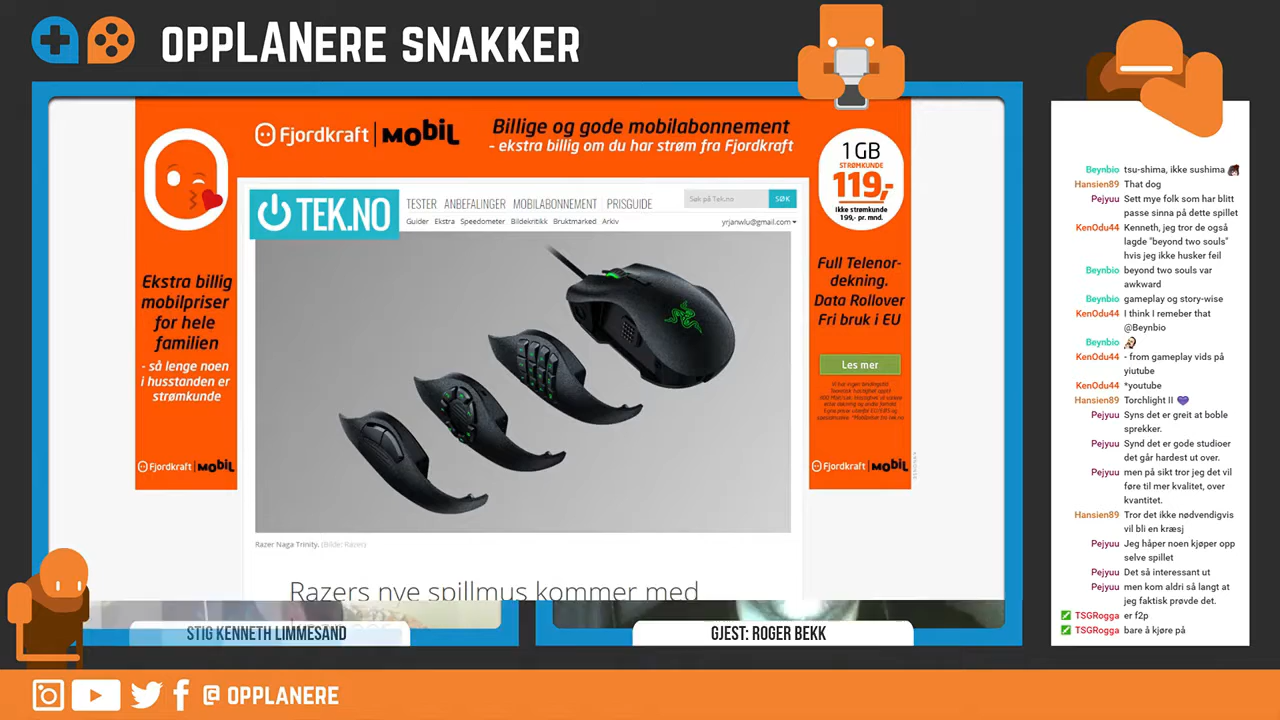 OPPLANERE SNAKKER
Fjordkraft | MOBIL
Billige og gode mobilabonnement
- ekstra billig om du har strøm fra Fjordkraft
1 GB
STRØMKUNDE
119,-
Ikke strømkunde
199,- pr. mnd.
Ekstra billig
mobilpriser
for hele
familien
- så lenge noen
i husstanden er
strømkunde
Fjordkraft | MOBIL
TEK.NO
TESTER ANBEFALINGER MOBILABONNEMENT PRISGUIDE
Søk på Tek.no SØK
Guider Ekstra Speedometer Bildekritikk Bruktmarked Arkiv
yrjanwlu@gmail.com
Full Telenor-
dekning.
Data Rollover
Fri bruk i EU
Les mer
Fjordkraft | MOBIL
Razer Naga Trinity. (Bilde: Razer)
Razers nye spillmus kommer med
STIG KENNETH LIMMESAND
GJEST: ROGER BEKK
@ OPPLANERE
Beynbio tsu-shima, ikke sushima
Hansien89 That dog
Pejyuu Sett mye folk som har blitt
passe sinna på dette spillet
KenOdu44 Kenneth, jeg tror de også
lagde "beyond two souls"
hvis jeg ikke husker feil
Beynbio beyond two souls var
awkward
Beynbio gameplay og story-wise
KenOdu44 I think I remeber that
@Beynbio
Beynbio
KenOdu44 - from gameplay vids på
yiutube
KenOdu44 *youtube
Hansien89 Torchlight II
Pejyuu Syns det er greit at boble
sprekker.
Pejyuu Synd det er gode studioer
det går hardest ut over.
Pejyuu men på sikt tror jeg det vil
føre til mer kvalitet, over
kvantitet.
Hansien89 Tror det ikke nødvendigvis
vil bli en kræsj
Pejyuu Jeg håper noen kjøper opp
selve spillet
Pejyuu Det så interessant ut
Pejyuu men kom aldri så langt at
jeg faktisk prøvde det.
TSGRogga er f2p
TSGRogga bare å kjøre på